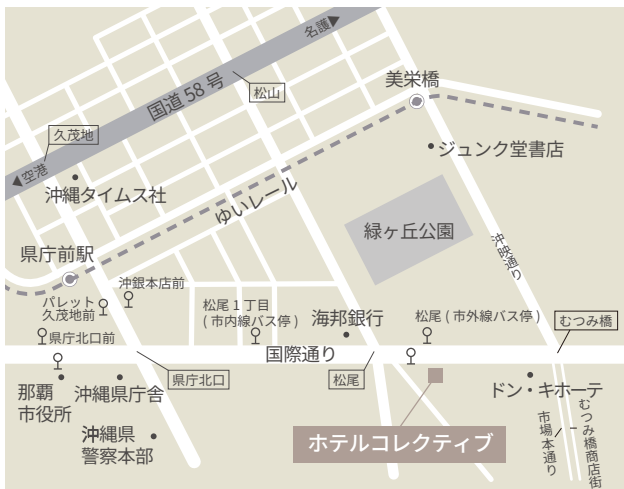 名護▶
国道58号
松山
美栄橋
久茂地
◀空港
ジュンク堂書店
沖縄タイムス社
ゆいレール
緑ヶ丘公園
沖映通り
県庁前駅
沖銀本店前
パレット
久茂地前
松尾1丁目
(市内線バス停)
海邦銀行
松尾(市外線バス停)
むつみ橋
県庁北口前
国際通り
県庁北口
松尾
那覇
市役所
沖縄県庁舎
ドン・キホーテ
沖縄県
警察本部
ホテルコレクティブ
市場本通り
むつみ橋商店街